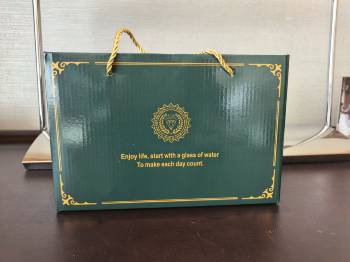 Enjoy life, start with a glass of water
To make each day count.